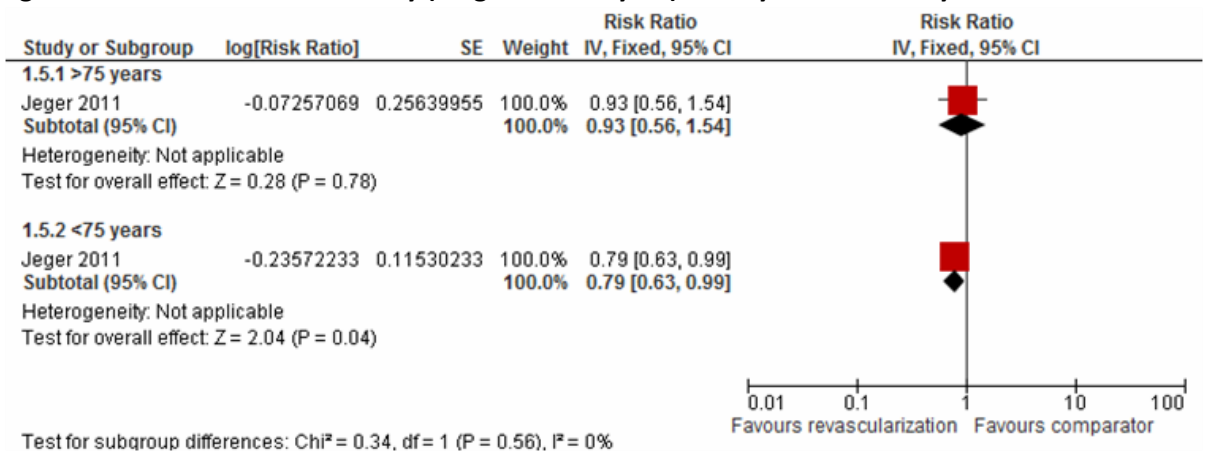 Risk Ratio Risk Ratio
Study or Subgroup log[Risk Ratio] SE Weight IV, Fixed, 95% CI IV, Fixed, 95% CI
1.5.1 >75 years
Jeger 2011 -0.07257069 0.25639955 100.0% 0.93 [0.56, 1.54]
Subtotal (95% CI) 100.0% 0.93 [0.56, 1.54]
Heterogeneity: Not applicable
Test for overall effect: Z = 0.28 (P = 0.78)
1.5.2 <75 years
Jeger 2011 -0.23572233 0.11530233 100.0% 0.79 [0.63, 0.99]
Subtotal (95% CI) 100.0% 0.79 [0.63, 0.99]
Heterogeneity: Not applicable
Test for overall effect: Z = 2.04 (P = 0.04)
0.01 0.1 1 10 100
Favours revascularization Favours comparator
Test for subgroup differences: Chi² = 0.34, df = 1 (P = 0.56), I² = 0%